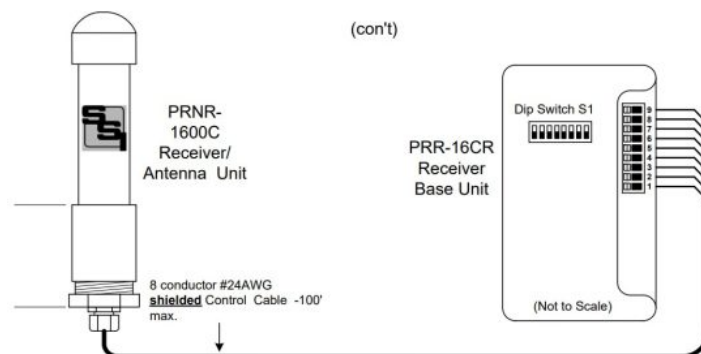 (con't)
SSI
PRNR-
1600C
Receiver/
Antenna Unit
8 conductor #24AWG
shielded Control Cable -100'
max.
PRR-16CR
Receiver
Base Unit
Dip Switch S1
9
8
7
6
5
4
3
2
1
(Not to Scale)